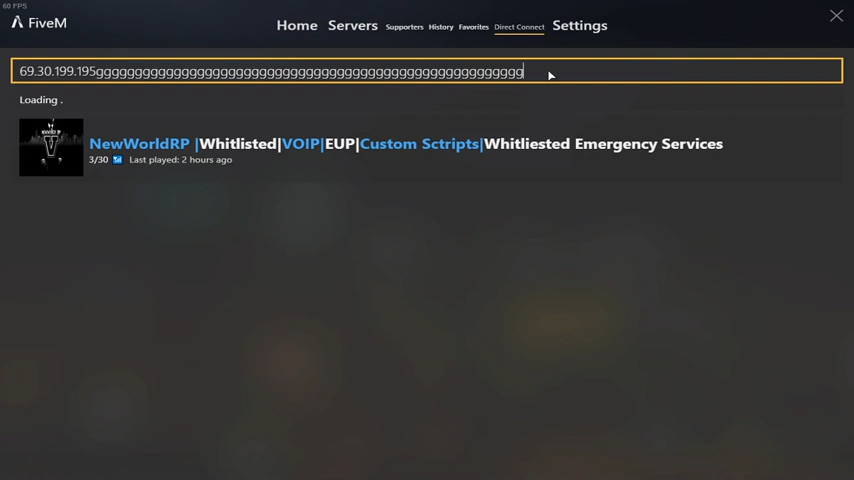 60 FPS
FiveM
Home Servers Supporters History Favorites Direct Connect Settings
69.30.199.195ggggggggggggggggggggggggggggggggggggggggggggggggggggggg
Loading .
NewWorldRP |Whitlisted|VOIP|EUP|Custom Sctripts|Whitliested Emergency Services
3/30 Last played: 2 hours ago